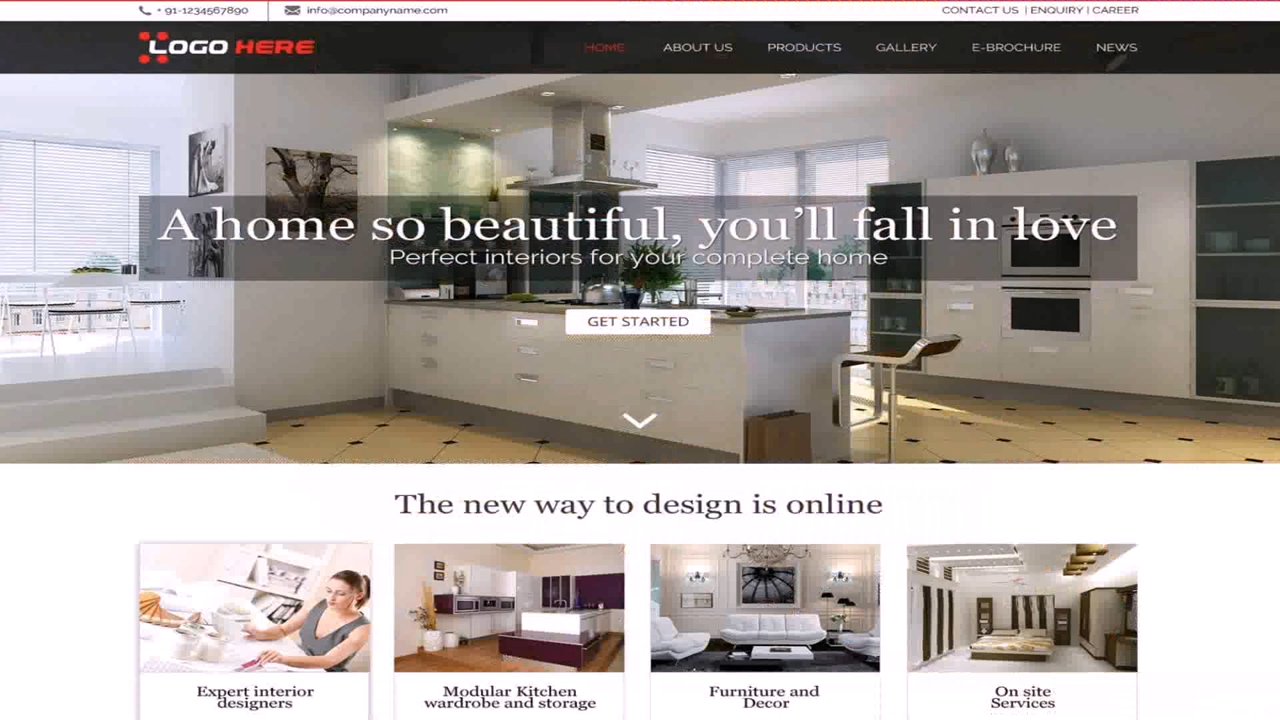 + 91-1234567890
info@companyname.com
CONTACT US | ENQUIRY | CAREER
LOGO HERE
HOME
ABOUT US
PRODUCTS
GALLERY
E-BROCHURE
NEWS
A home so beautiful, you’ll fall in love
Perfect interiors for your complete home
GET STARTED
The new way to design is online
Expert interior
designers
Modular Kitchen
wardrobe and storage
Furniture and
Decor
On site
Services